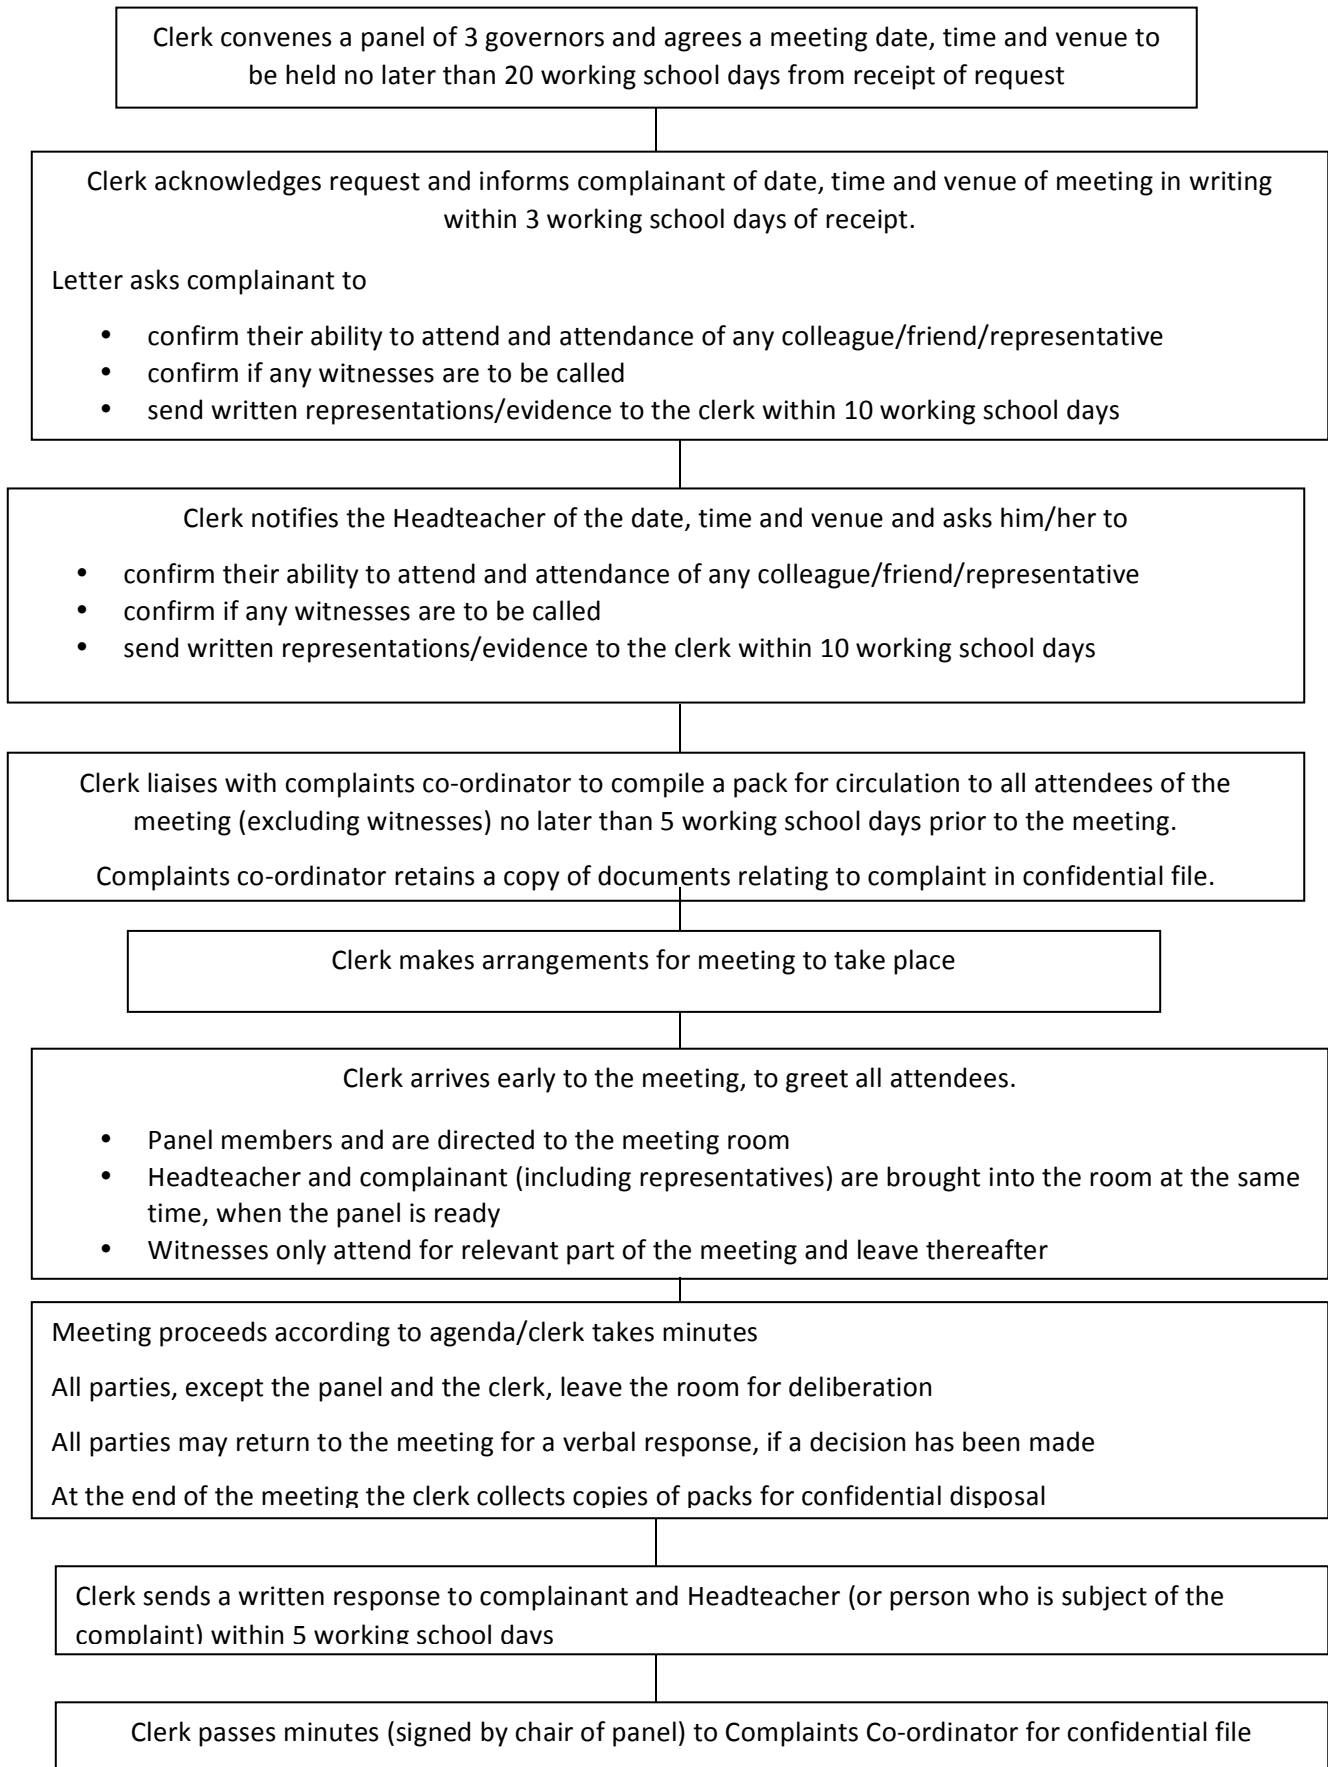 Clerk convenes a panel of 3 governors and agrees a meeting date, time and venue to
be held no later than 20 working school days from receipt of request
Clerk acknowledges request and informs complainant of date, time and venue of meeting in writing
within 3 working school days of receipt.
Letter asks complainant to
• confirm their ability to attend and attendance of any colleague/friend/representative
• confirm if any witnesses are to be called
• send written representations/evidence to the clerk within 10 working school days
Clerk notifies the Headteacher of the date, time and venue and asks him/her to
• confirm their ability to attend and attendance of any colleague/friend/representative
• confirm if any witnesses are to be called
• send written representations/evidence to the clerk within 10 working school days
Clerk liaises with complaints co-ordinator to compile a pack for circulation to all attendees of the
meeting (excluding witnesses) no later than 5 working school days prior to the meeting.
Complaints co-ordinator retains a copy of documents relating to complaint in confidential file.
Clerk makes arrangements for meeting to take place
Clerk arrives early to the meeting, to greet all attendees.
• Panel members and are directed to the meeting room
• Headteacher and complainant (including representatives) are brought into the room at the same
time, when the panel is ready
• Witnesses only attend for relevant part of the meeting and leave thereafter
Meeting proceeds according to agenda/clerk takes minutes
All parties, except the panel and the clerk, leave the room for deliberation
All parties may return to the meeting for a verbal response, if a decision has been made
At the end of the meeting the clerk collects copies of packs for confidential disposal
Clerk sends a written response to complainant and Headteacher (or person who is subject of the
complaint) within 5 working school days
Clerk passes minutes (signed by chair of panel) to Complaints Co-ordinator for confidential file